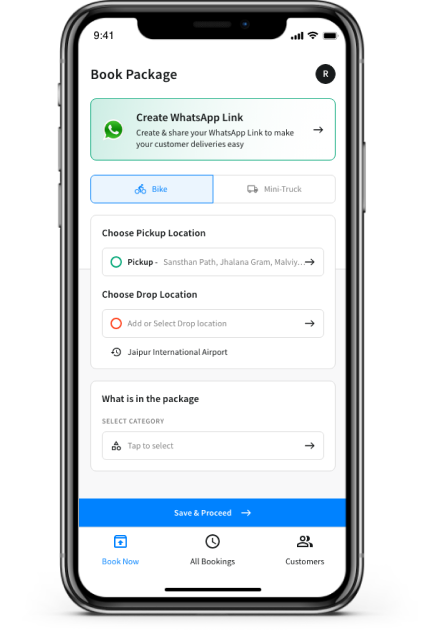 9:41
Book Package
R
Create WhatsApp Link
Create & share your WhatsApp Link to make
your customer deliveries easy
Bike
Mini-Truck
Choose Pickup Location
Pickup - Sansthan Path, Jhalana Gram, Malviy...
Choose Drop Location
Add or Select Drop location
Jaipur International Airport
What is in the package
SELECT CATEGORY
Tap to select
Save & Proceed
Book Now
All Bookings
Customers